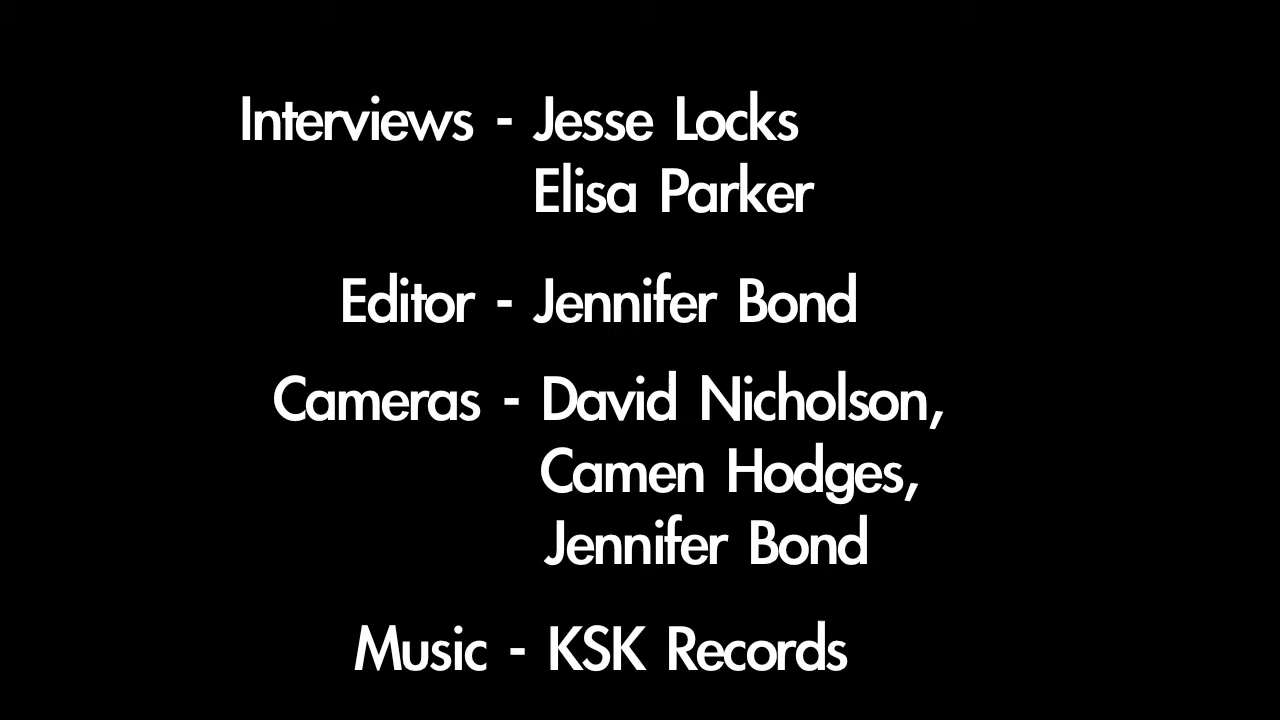 Interviews - Jesse Locks
Elisa Parker
Editor - Jennifer Bond
Cameras - David Nicholson,
Camen Hodges,
Jennifer Bond
Music - KSK Records